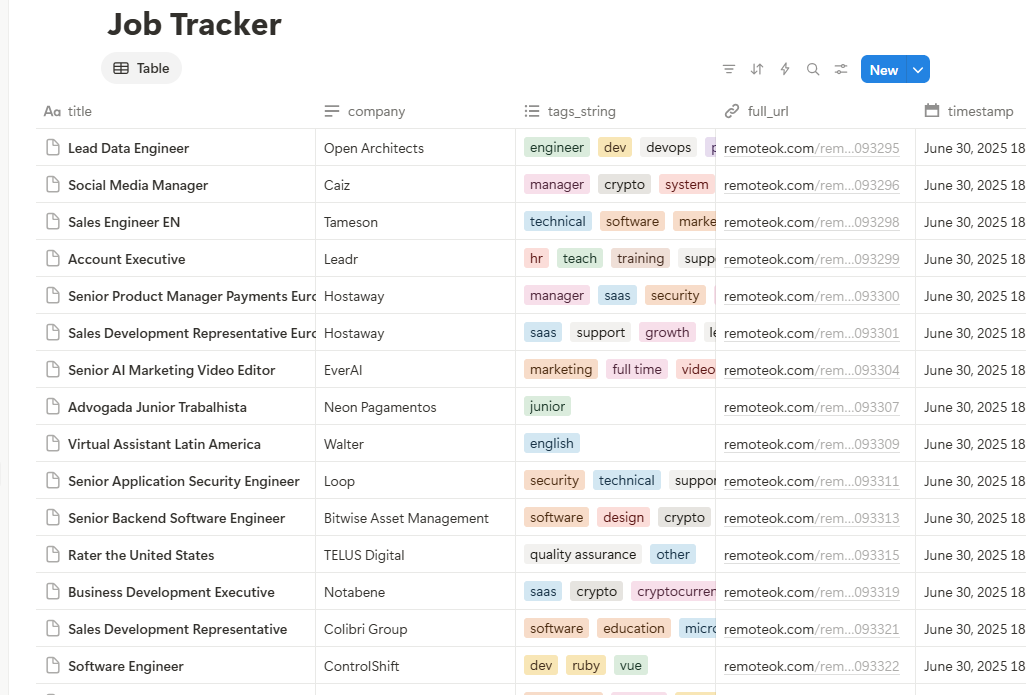 Job Tracker
Table
New
Aa title company tags_string full_url timestamp
Lead Data Engineer Open Architects engineer dev devops remoteok.com/rem...093295 June 30, 2025 18
Social Media Manager Caiz manager crypto system remoteok.com/rem...093296 June 30, 2025 18
Sales Engineer EN Tameson technical software marke remoteok.com/rem...093298 June 30, 2025 18
Account Executive Leadr hr teach training supp remoteok.com/rem...093299 June 30, 2025 18
Senior Product Manager Payments Euro Hostaway manager saas security remoteok.com/rem...093300 June 30, 2025 18
Sales Development Representative Euro Hostaway saas support growth le remoteok.com/rem...093301 June 30, 2025 18
Senior AI Marketing Video Editor EverAI marketing full time video remoteok.com/rem...093304 June 30, 2025 18
Advogada Junior Trabalhista Neon Pagamentos junior remoteok.com/rem...093307 June 30, 2025 18
Virtual Assistant Latin America Walter english remoteok.com/rem...093309 June 30, 2025 18
Senior Application Security Engineer Loop security technical suppor remoteok.com/rem...093311 June 30, 2025 18
Senior Backend Software Engineer Bitwise Asset Management software design crypto remoteok.com/rem...093313 June 30, 2025 18
Rater the United States TELUS Digital quality assurance other remoteok.com/rem...093315 June 30, 2025 18
Business Development Executive Notabene saas crypto cryptocurren remoteok.com/rem...093319 June 30, 2025 18
Sales Development Representative Colibri Group software education micro remoteok.com/rem...093321 June 30, 2025 18
Software Engineer ControlShift dev ruby vue remoteok.com/rem...093322 June 30, 2025 18